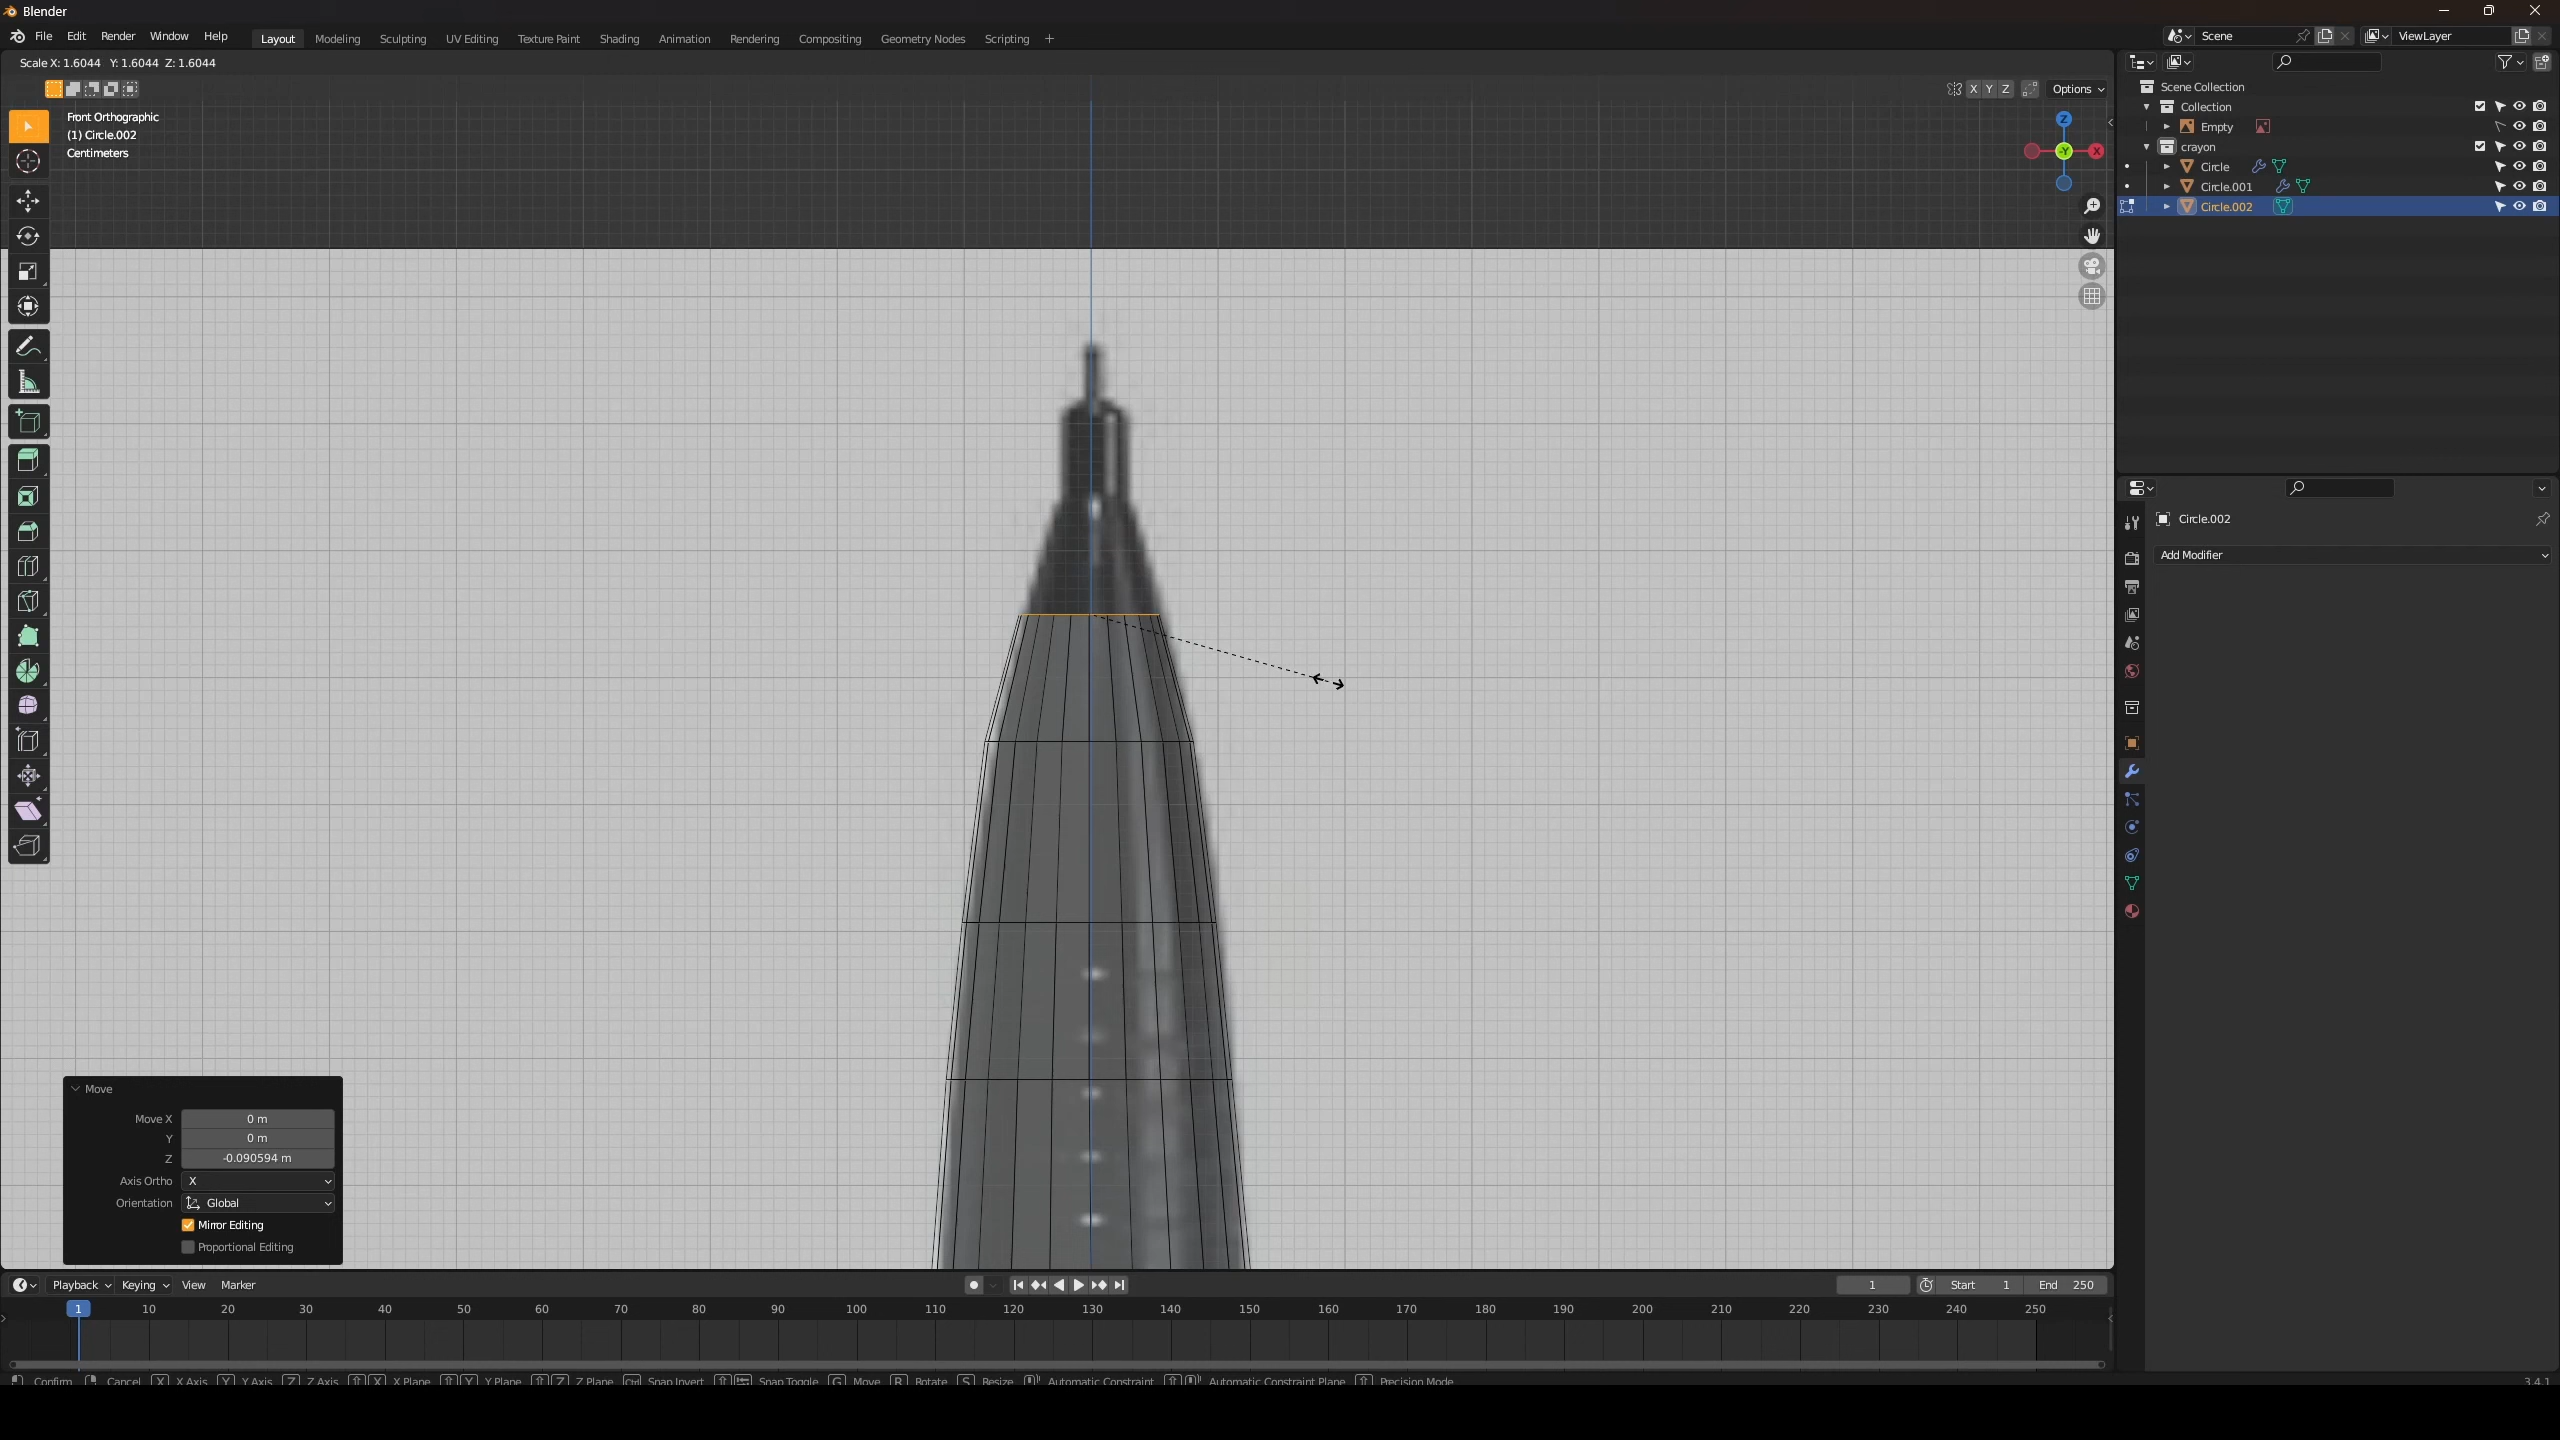 Blender
File Edit Render Window Help
Layout Modeling Sculpting UV Editing Texture Paint Shading Animation Rendering Compositing Geometry Nodes Scripting +
Scene
ViewLayer
Scale X: 1.6044 Y: 1.6044 Z: 1.6044
X Y Z Options
Front Orthographic
(1) Circle.002
Centimeters
Z
-Y
X
Scene Collection
Collection
Empty
crayon
Circle
Circle.001
Circle.002
Circle.002
Add Modifier
Move
Move X 0 m
Y 0 m
Z -0.090594 m
Axis Ortho X
Orientation Global
Mirror Editing
Proportional Editing
Playback Keying View Marker
1 Start 1 End 250
1 10 20 30 40 50 60 70 80 90 100 110 120 130 140 150 160 170 180 190 200 210 220 230 240 250
Confirm Cancel X X Axis Y Y Axis Z Z Axis X X Plane Y Y Plane Z Z Plane Ctrl Snap Invert Snap Toggle G Move R Rotate S Resize Automatic Constraint Automatic Constraint Plane Precision Mode
3.4.1